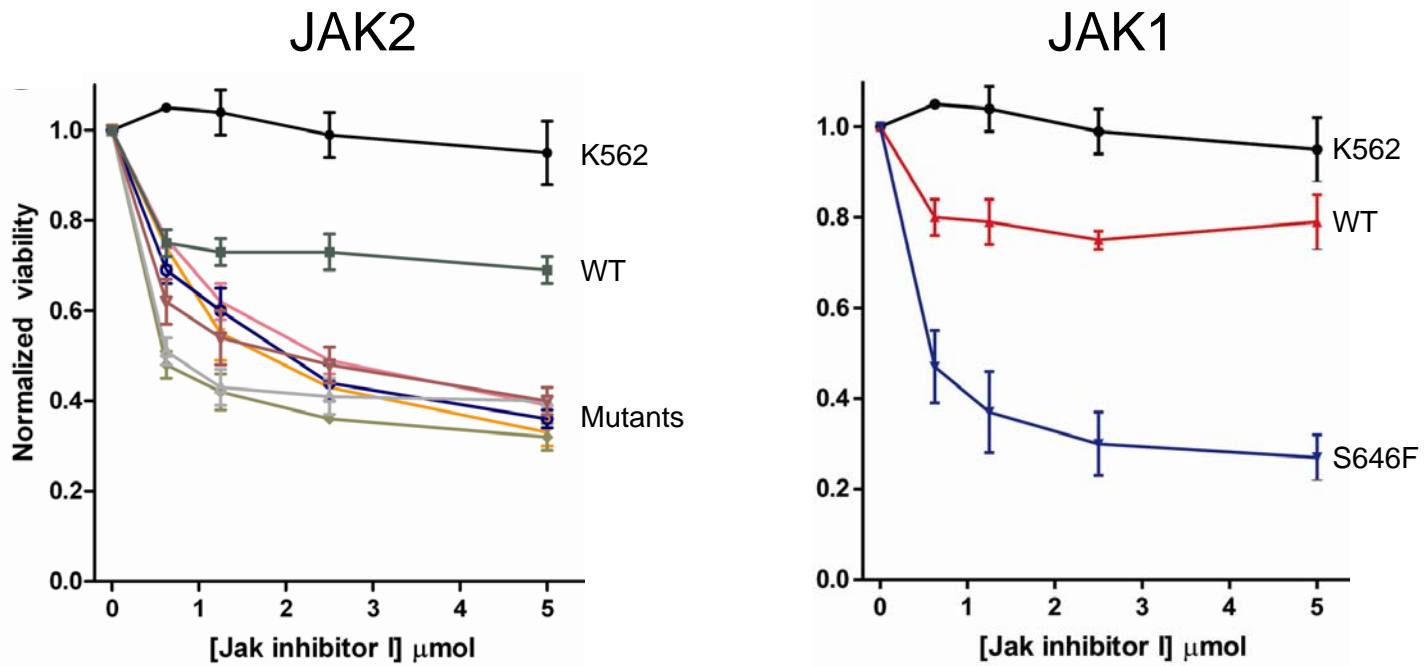 JAK2
Normalized viability
1.0
0.8
0.6
0.4
0.2
0.0
K562
WT
Mutants
0 1 2 3 4 5
[Jak inhibitor I] μmol
JAK1
1.0
0.8
0.6
0.4
0.2
0.0
K562
WT
S646F
0 1 2 3 4 5
[Jak inhibitor I] μmol